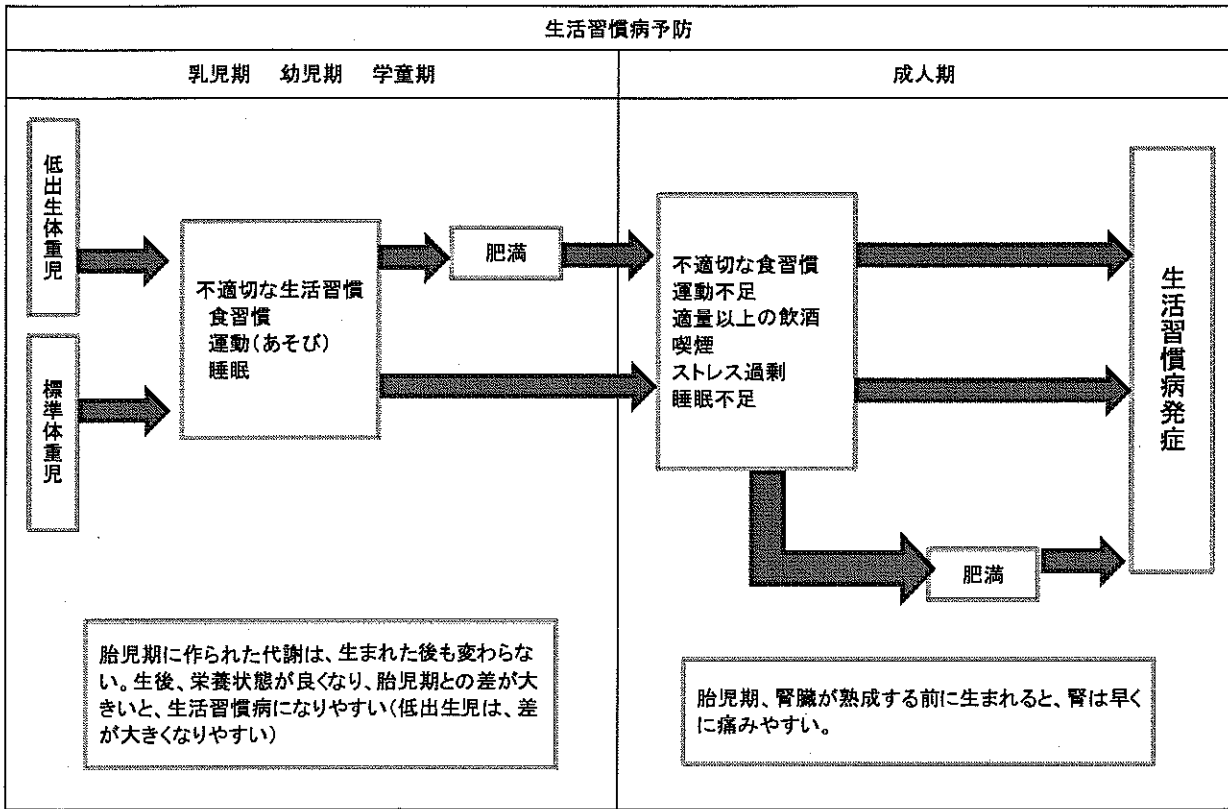 生活習慣病予防
乳児期　幼児期　学童期
成人期
低出生体重児
標準体重児
不適切な生活習慣
食習慣
運動(あそび)
睡眠
肥満
不適切な食習慣
運動不足
適量以上の飲酒
喫煙
ストレス過剰
睡眠不足
肥満
生活習慣病発症
胎児期に作られた代謝は、生まれた後も変わらな
い。生後、栄養状態が良くなり、胎児期との差が大
きいと、生活習慣病になりやすい(低出生児は、差
が大きくなりやすい)
胎児期、腎臓が熟成する前に生まれると、腎は早く
に痛みやすい。